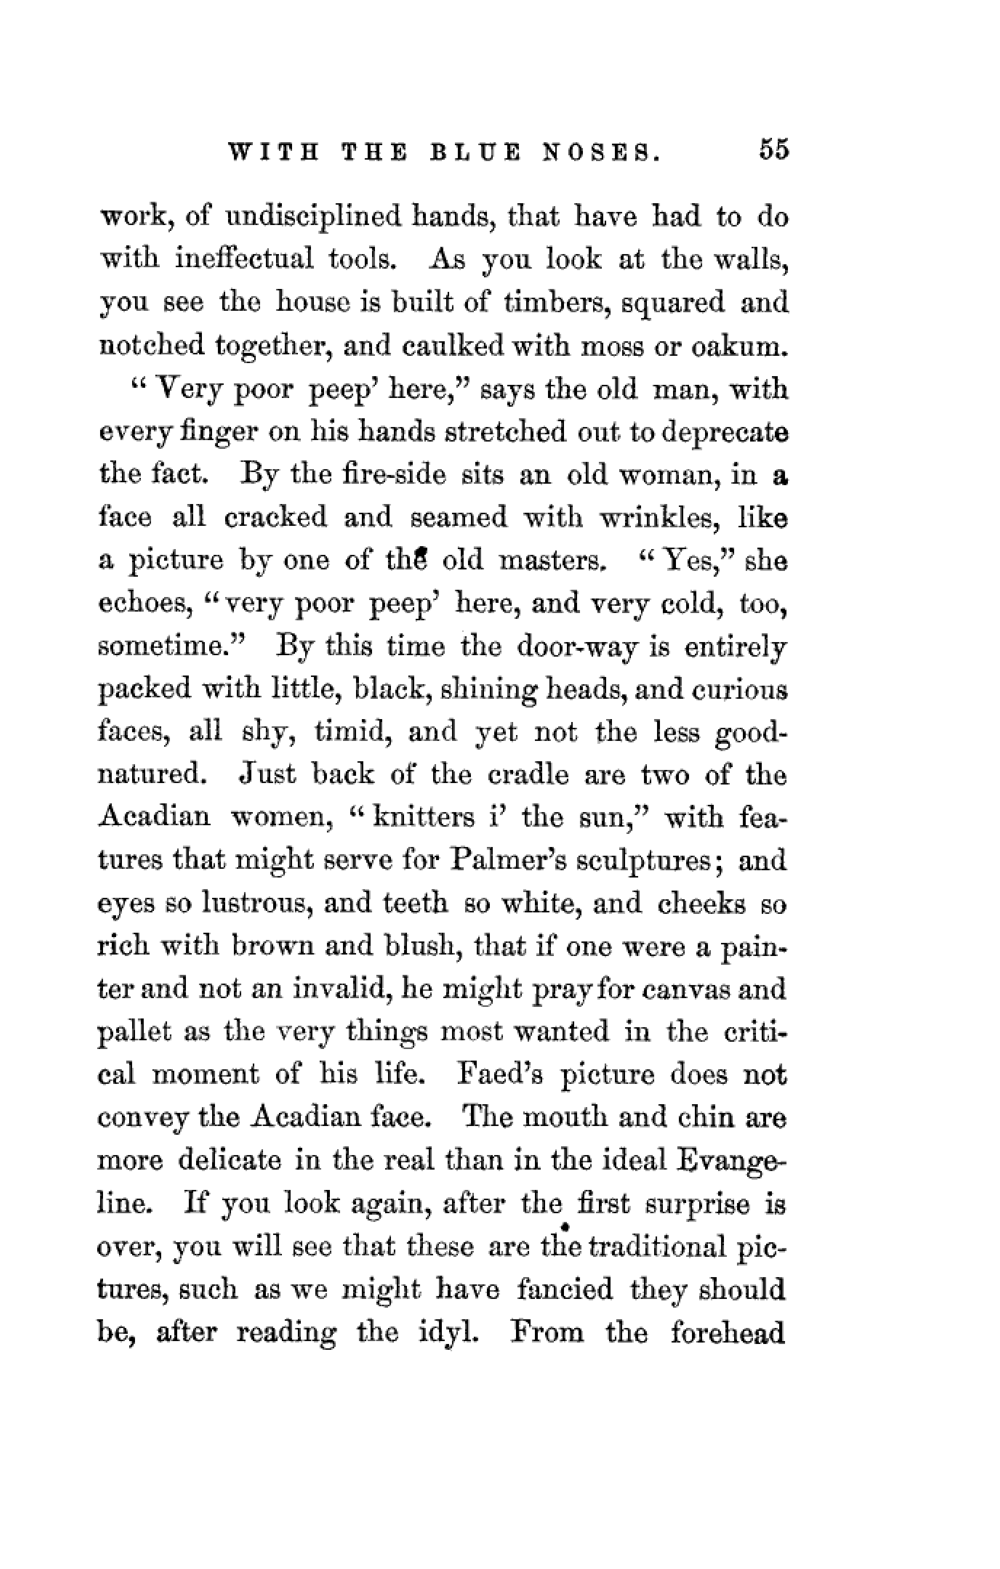 WITH THE BLUE NOSES. 55
work, of undisciplined hands, that have had to do
with ineffectual tools. As you look at the walls,
you see the house is built of timbers, squared and
notched together, and caulked with moss or oakum.
“Very poor peep’ here,” says the old man, with
every finger on his hands stretched out to deprecate
the fact. By the fire-side sits an old woman, in a
face all cracked and seamed with wrinkles, like
a picture by one of the old masters. “Yes,” she
echoes, “very poor peep’ here, and very cold, too,
sometime.” By this time the door-way is entirely
packed with little, black, shining heads, and curious
faces, all shy, timid, and yet not the less good-
natured. Just back of the cradle are two of the
Acadian women, “knitters i’ the sun,” with fea-
tures that might serve for Palmer’s sculptures; and
eyes so lustrous, and teeth so white, and cheeks so
rich with brown and blush, that if one were a pain-
ter and not an invalid, he might pray for canvas and
pallet as the very things most wanted in the criti-
cal moment of his life. Faed’s picture does not
convey the Acadian face. The mouth and chin are
more delicate in the real than in the ideal Evange-
line. If you look again, after the first surprise is
over, you will see that these are the traditional pic-
tures, such as we might have fancied they should
be, after reading the idyl. From the forehead